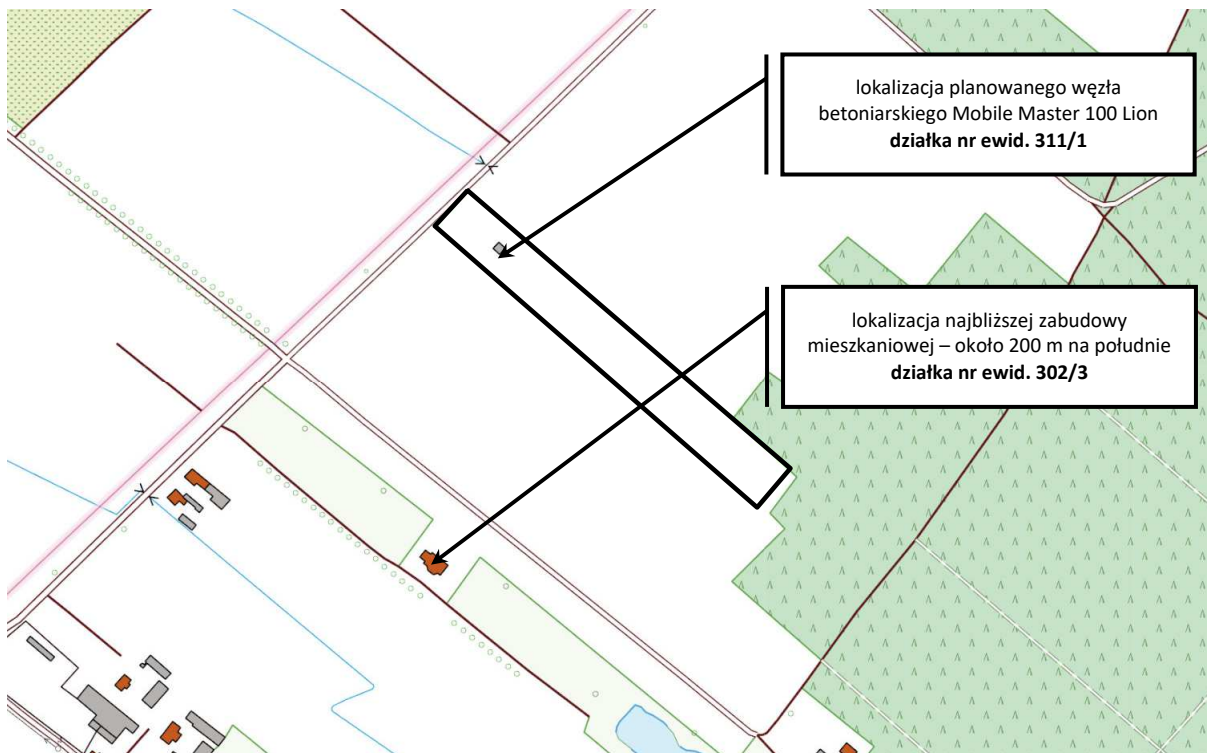 lokalizacja planowanego węzła
betoniarskiego Mobile Master 100 Lion
działka nr ewid. 311/1
lokalizacja najbliższej zabudowy
mieszkaniowej – około 200 m na południe
działka nr ewid. 302/3